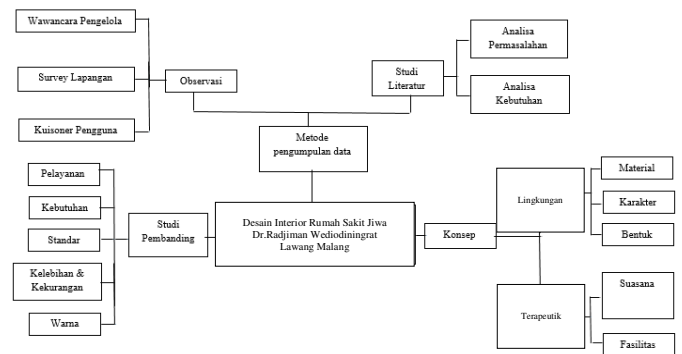 Wawancara Pengelola
Survey Lapangan
Kuisoner Pengguna
Observasi
Studi
Literatur
Analisa
Permasalahan
Analisa
Kebutuhan
Metode
pengumpulan data
Pelayanan
Kebutuhan
Standar
Kelebihan &
Kekurangan
Warna
Studi
Pembanding
Desain Interior Rumah Sakit Jiwa
Dr.Radjiman Wediodiningrat
Lawang Malang
Konsep
Lingkungan
Material
Karakter
Bentuk
Terapeutik
Suasana
Fasilitas